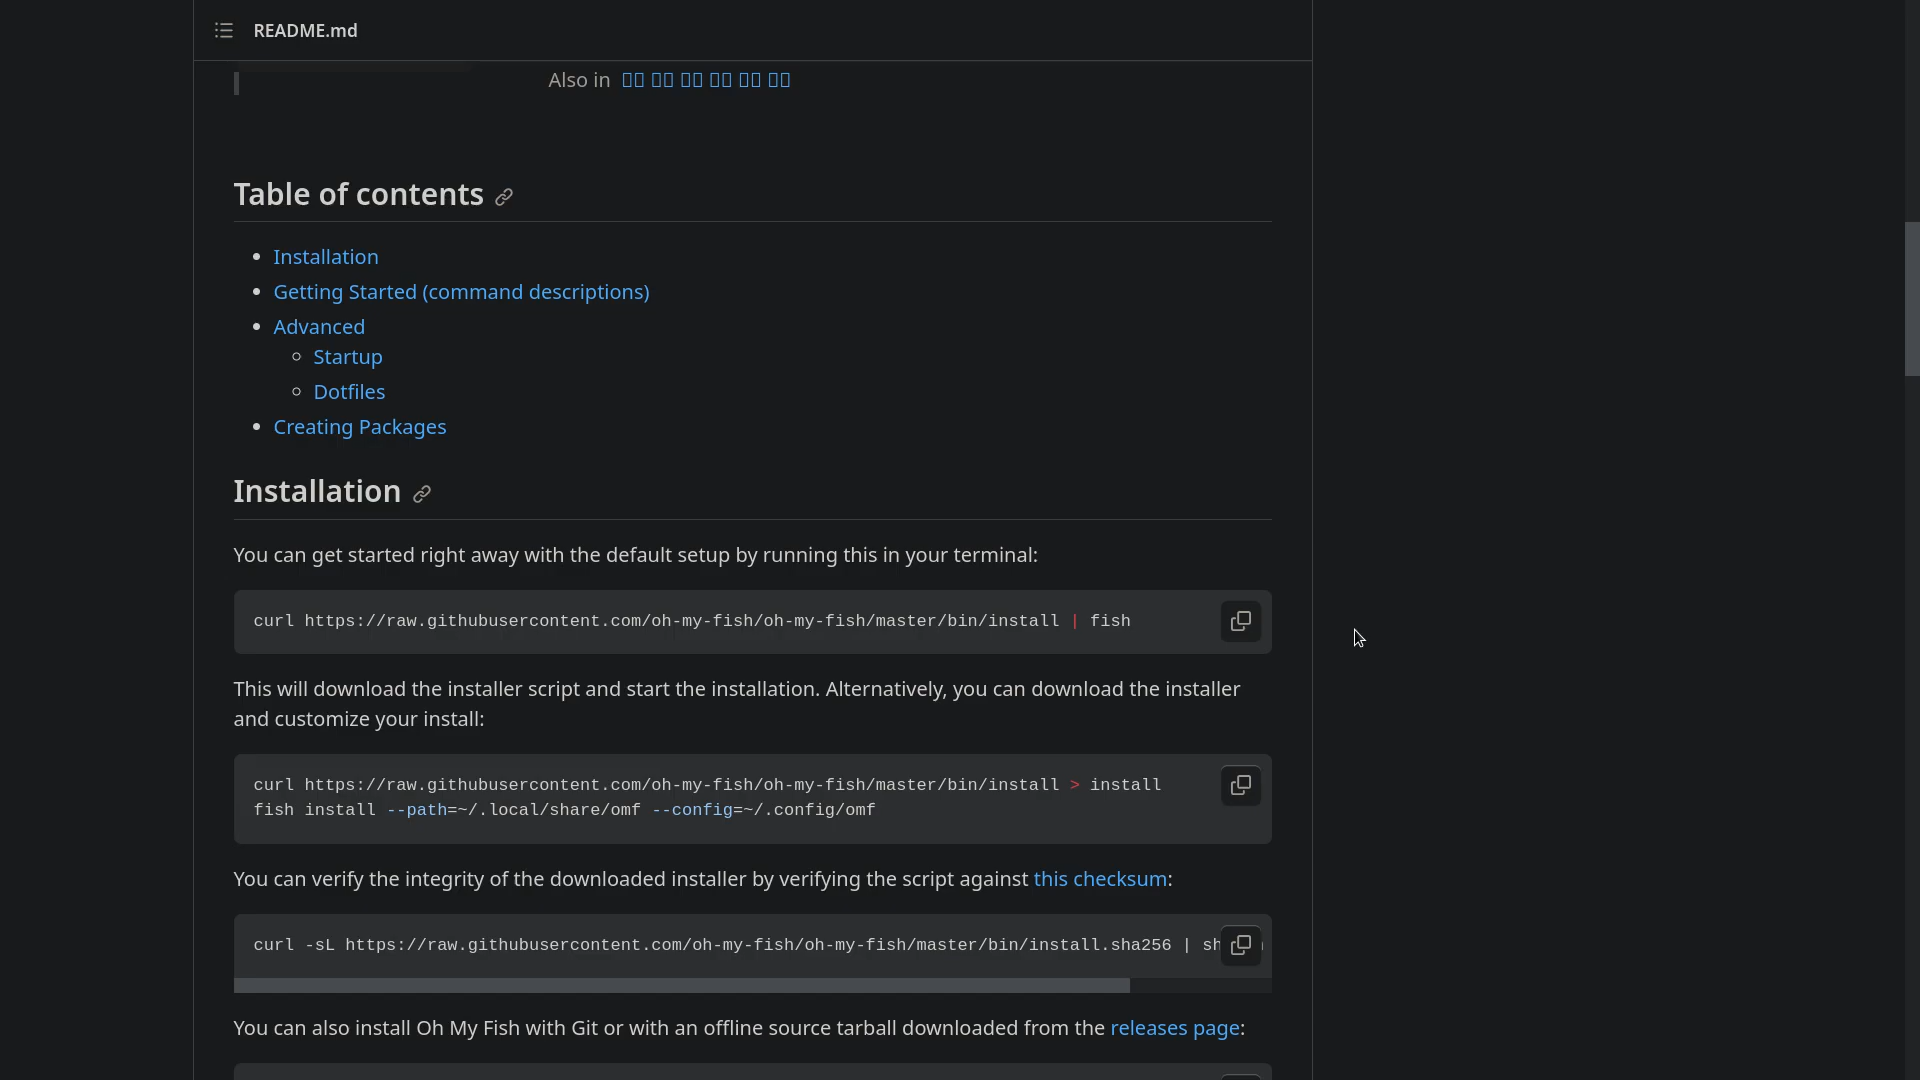 README.md
Also in
Table of contents
Installation
Getting Started (command descriptions)
Advanced
Startup
Dotfiles
Creating Packages
Installation
You can get started right away with the default setup by running this in your terminal:
curl https://raw.githubusercontent.com/oh-my-fish/oh-my-fish/master/bin/install | fish
This will download the installer script and start the installation. Alternatively, you can download the installer
and customize your install:
curl https://raw.githubusercontent.com/oh-my-fish/oh-my-fish/master/bin/install > install
fish install --path=~/.local/share/omf --config=~/.config/omf
You can verify the integrity of the downloaded installer by verifying the script against this checksum:
curl -sL https://raw.githubusercontent.com/oh-my-fish/oh-my-fish/master/bin/install.sha256 |
You can also install Oh My Fish with Git or with an offline source tarball downloaded from the releases page: